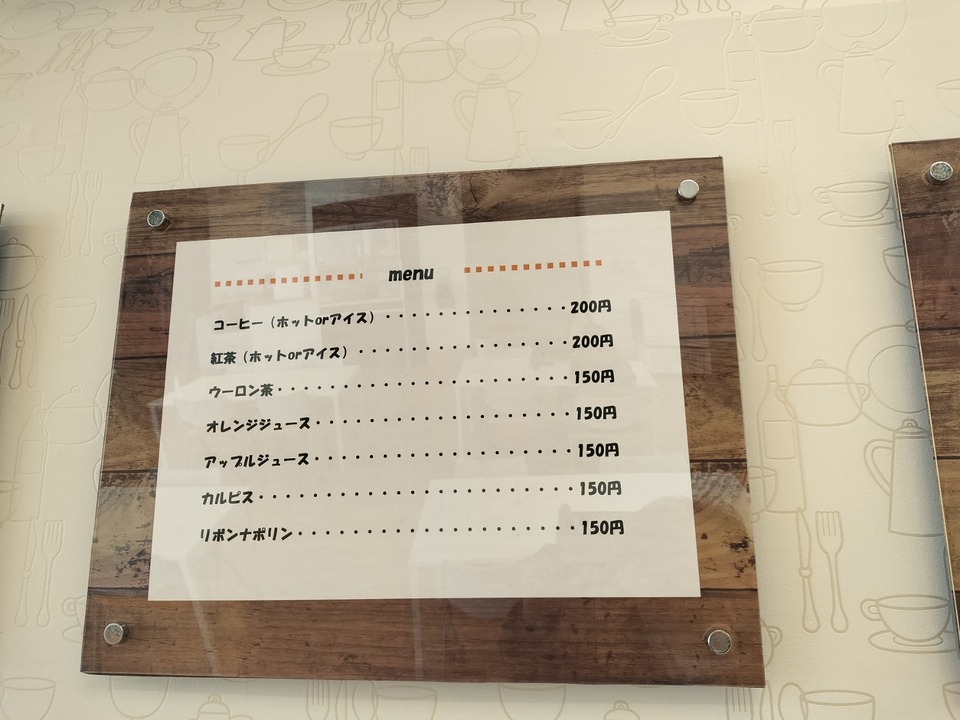 menu
コーヒー（ホットorアイス）・・・・・・・・・・・・・・200円
紅茶（ホットorアイス）・・・・・・・・・・・・・・・・200円
ウーロン茶・・・・・・・・・・・・・・・・・・・・・・150円
オレンジジュース・・・・・・・・・・・・・・・・・・・150円
アップルジュース・・・・・・・・・・・・・・・・・・・150円
カルピス・・・・・・・・・・・・・・・・・・・・・・・150円
リボンナポリン・・・・・・・・・・・・・・・・・・・・150円